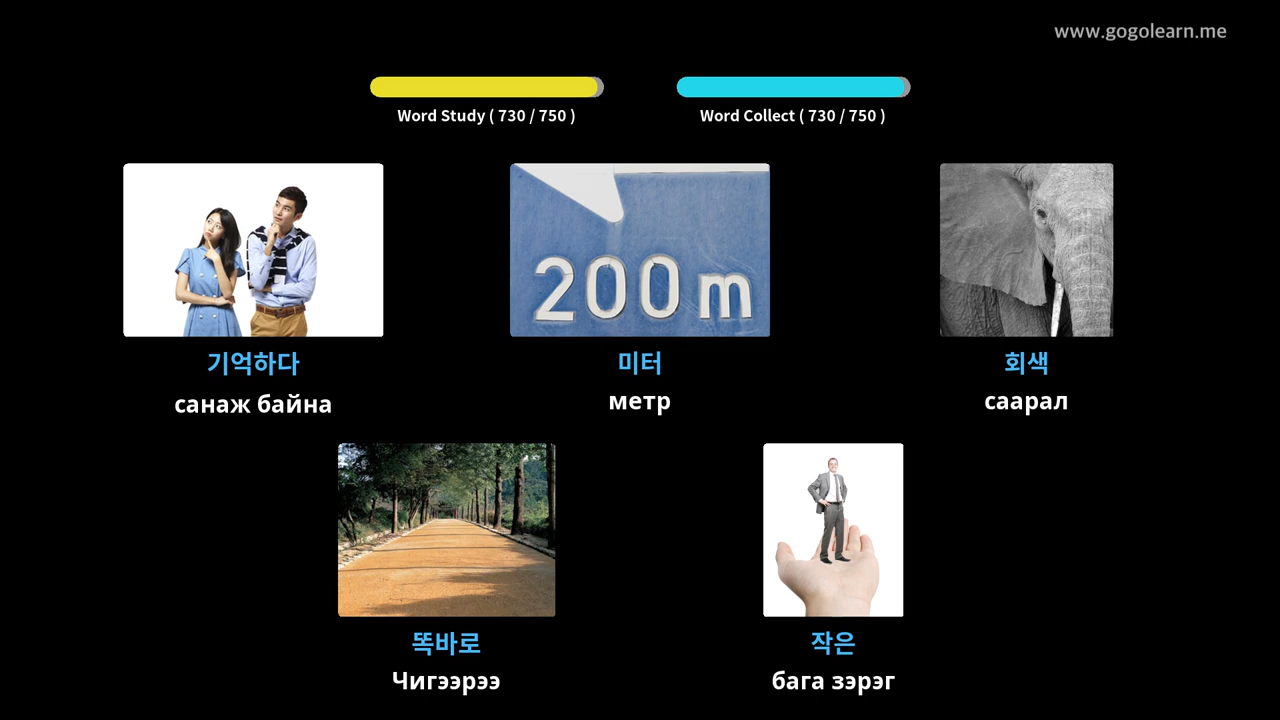 www.gogolearn.me
Word Study ( 730 / 750 )
Word Collect ( 730 / 750 )
200 m
기억하다
санаж байна
미터
метр
회색
саарал
똑바로
Чигээрээ
작은
бага зэрэг